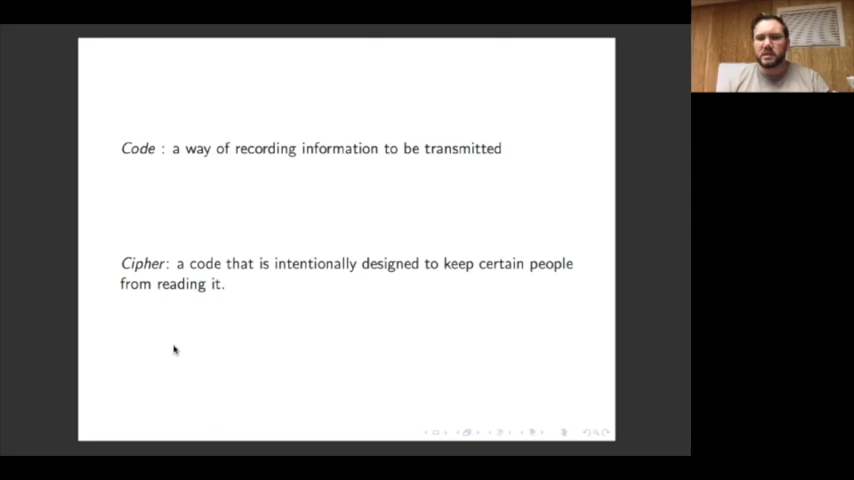 Code : a way of recording information to be transmitted
Cipher: a code that is intentionally designed to keep certain people
from reading it.